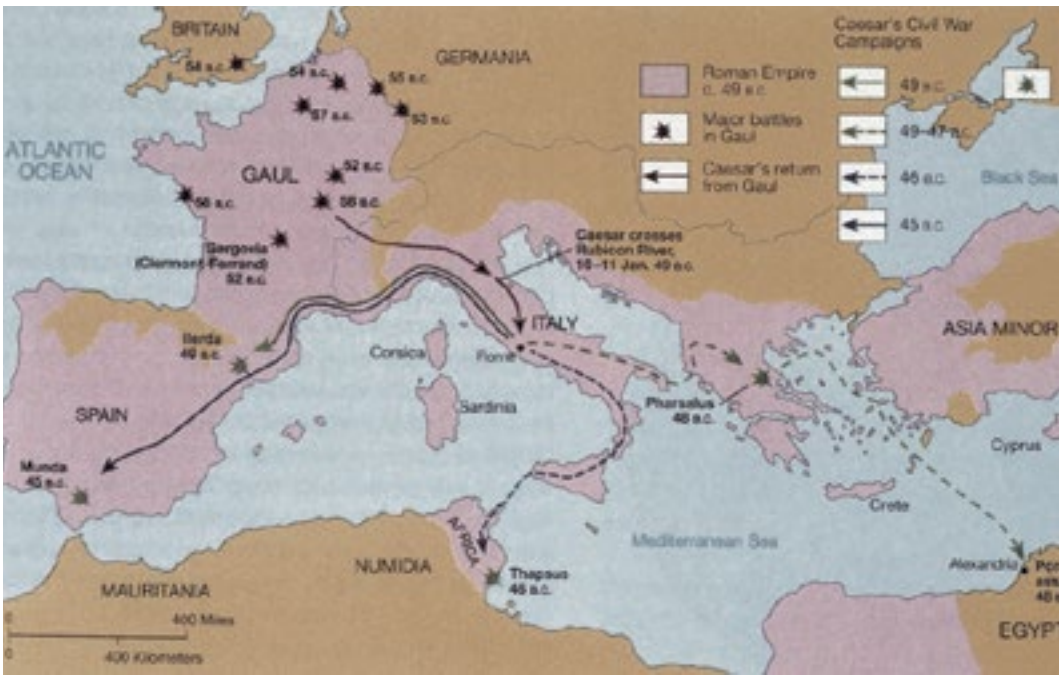 BRITAIN
54 B.C.
GERMANIA
54 B.C.
55 B.C.
57 B.C.
53 B.C.
ATLANTIC
OCEAN
GAUL
52 B.C.
58 B.C.
56 B.C.
Gergovia
(Clermont-Ferrand)
52 B.C.
Caesar crosses
Rubicon River,
10–11 Jan. 49 B.C.
Roman Empire
c. 49 B.C.
Major battles
in Gaul
Caesar's return
from Gaul
Caesar's Civil War
Campaigns
49 B.C.
49–47 B.C.
46 B.C.
45 B.C.
Black Sea
Ilerda
49 B.C.
Corsica
Rome
ITALY
ASIA MINOR
SPAIN
Sardinia
Pharsalus
48 B.C.
Munda
45 B.C.
Cyprus
Crete
AFRICA
NUMIDIA
Mediterranean Sea
Alexandria
Thapsus
46 B.C.
MAURITANIA
EGYPT
0
400 Miles
0
400 Kilometers